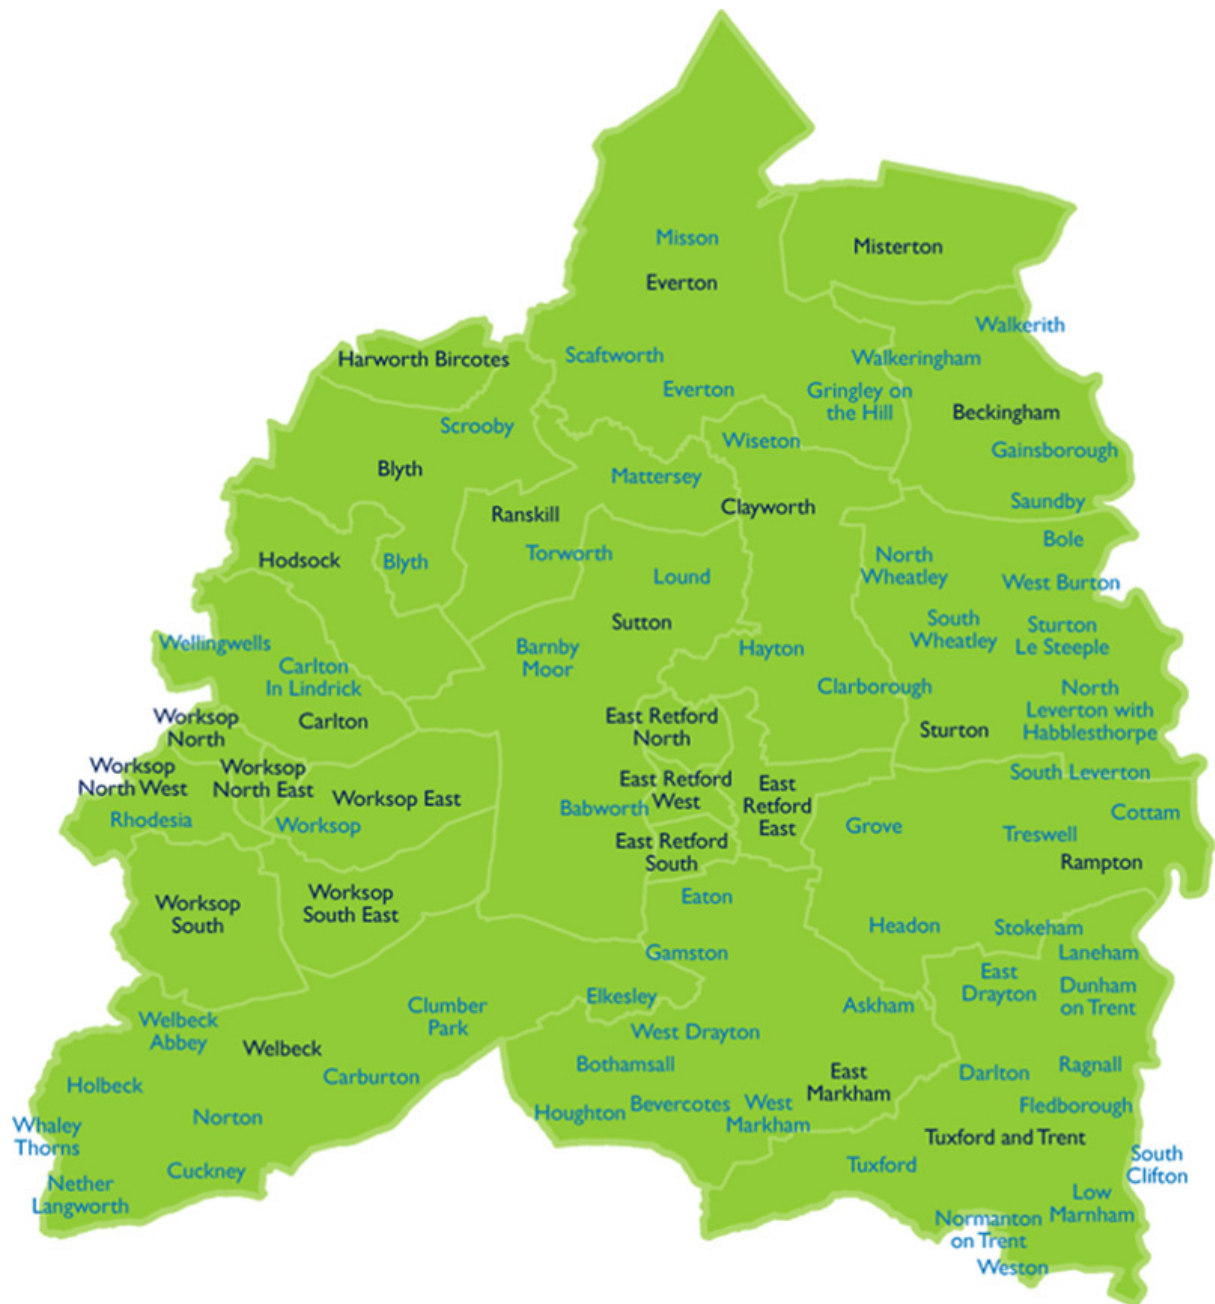 Misson
Misterton
Everton
Walkerith
Harworth Bircotes
Scaftworth
Walkeringham
Everton
Gringley on
the Hill
Beckingham
Scrooby
Wiseton
Gainsborough
Blyth
Mattersey
Clayworth
Saundby
Ranskill
Bole
Hodsock
Blyth
Torworth
Lound
North
Wheatley
West Burton
Sutton
South
Wheatley
Sturton
Le Steeple
Wellingwells
Barnby
Moor
Hayton
Carlton
In Lindrick
Clarborough
North
Leverton with
Habblesthorpe
Worksop
North
Carlton
East Retford
North
Sturton
Worksop
North West
Worksop
North East
Worksop East
East Retford
West
East
Retford
East
South Leverton
Rhodesia
Worksop
Babworth
Grove
Cottam
Treswell
East Retford
South
Rampton
Worksop
South
Worksop
South East
Eaton
Headon
Stokeham
Gamston
Laneham
East
Drayton
Dunham
on Trent
Elkesley
Clumber
Park
Askham
Welbeck
Abbey
West Drayton
Welbeck
Bothamsall
East
Markham
Ragnall
Darlton
Holbeck
Carburton
Houghton
Bevercotes
West
Markham
Fledborough
Norton
Whaley
Thorns
Tuxford and Trent
South
Clifton
Cuckney
Tuxford
Nether
Langworth
Low
Marnham
Normanton
on Trent
Weston